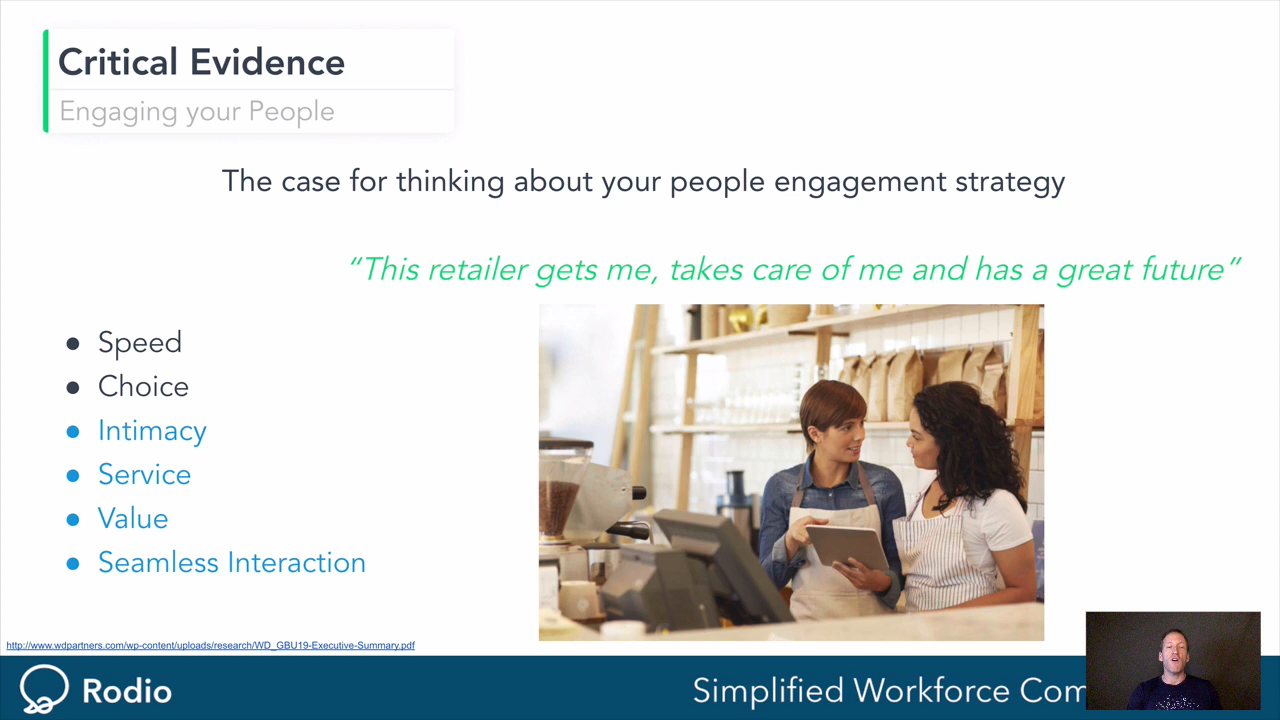 Critical Evidence
Engaging your People
The case for thinking about your people engagement strategy
“This retailer gets me, takes care of me and has a great future”
● Speed
● Choice
● Intimacy
● Service
● Value
● Seamless Interaction
http://www.wdpartners.com/wp-content/uploads/research/WD_GBU19-Executive-Summary.pdf
Rodio
Simplified Workforce